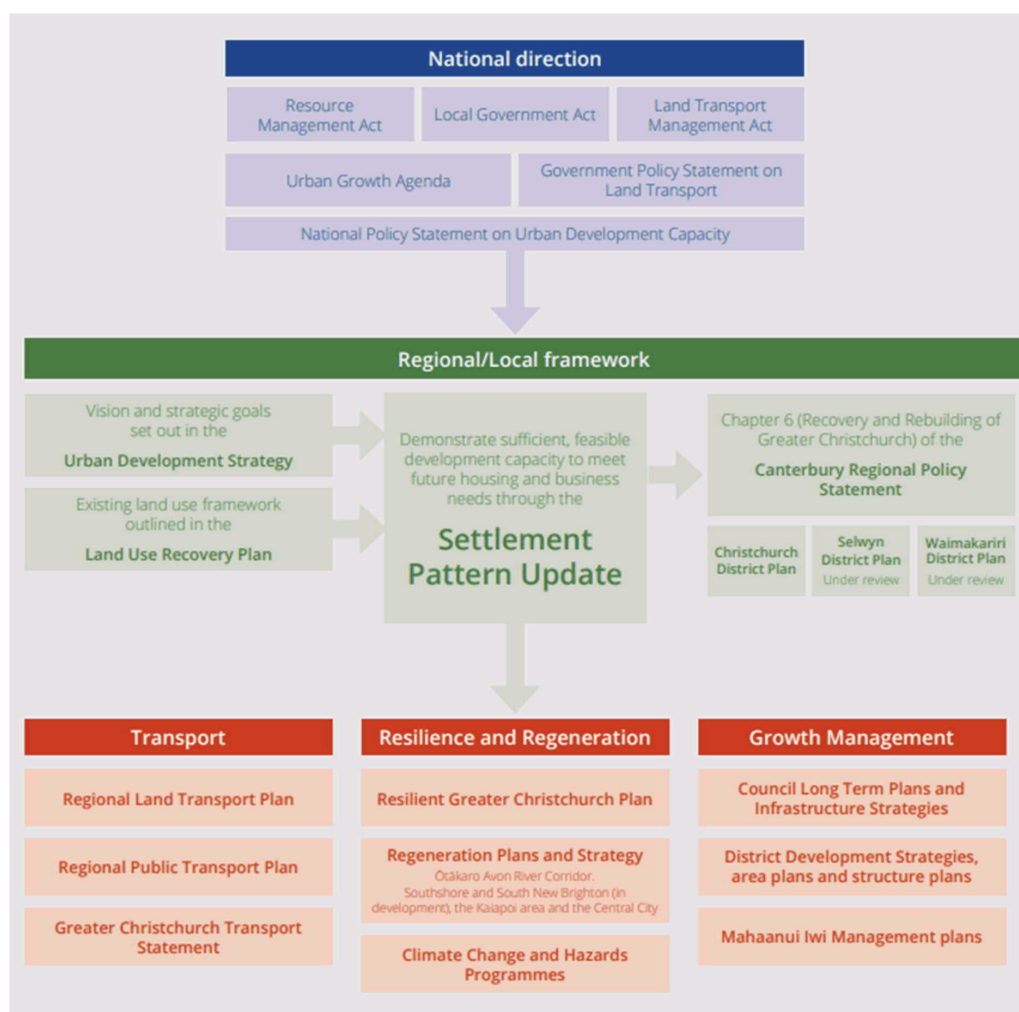 National direction
Resource
Management Act
Local Government Act
Land Transport
Management Act
Urban Growth Agenda
Government Policy Statement on
Land Transport
National Policy Statement on Urban Development Capacity
Regional/Local framework
Vision and strategic goals
set out in the
Urban Development Strategy
Existing land use framework
outlined in the
Land Use Recovery Plan
Demonstrate sufficient, feasible
development capacity to meet
future housing and business
needs through the
Settlement
Pattern Update
Chapter 6 (Recovery and Rebuilding of
Greater Christchurch) of the
Canterbury Regional Policy
Statement
Christchurch
District Plan
Selwyn
District Plan
Under review
Waimakariri
District Plan
Under review
Transport
Regional Land Transport Plan
Regional Public Transport Plan
Greater Christchurch Transport
Statement
Resilience and Regeneration
Resilient Greater Christchurch Plan
Regeneration Plans and Strategy
Ōtākaro Avon River Corridor.
Southshore and South New Brighton (in
development), the Kaiapoi area and the Central City
Climate Change and Hazards
Programmes
Growth Management
Council Long Term Plans and
Infrastructure Strategies
District Development Strategies,
area plans and structure plans
Mahaanui Iwi Management plans